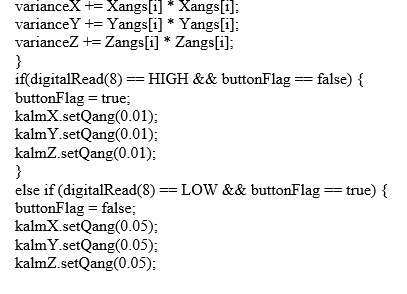 varianceX += Xangs[i] * Xangs[i];
varianceY += Yangs[i] * Yangs[i];
varianceZ += Zangs[i] * Zangs[i];
}
if(digitalRead(8) == HIGH && buttonFlag == false) {
buttonFlag = true;
kalmX.setQang(0.01);
kalmY.setQang(0.01);
kalmZ.setQang(0.01);
}
else if (digitalRead(8) == LOW && buttonFlag == true) {
buttonFlag = false;
kalmX.setQang(0.05);
kalmY.setQang(0.05);
kalmZ.setQang(0.05);